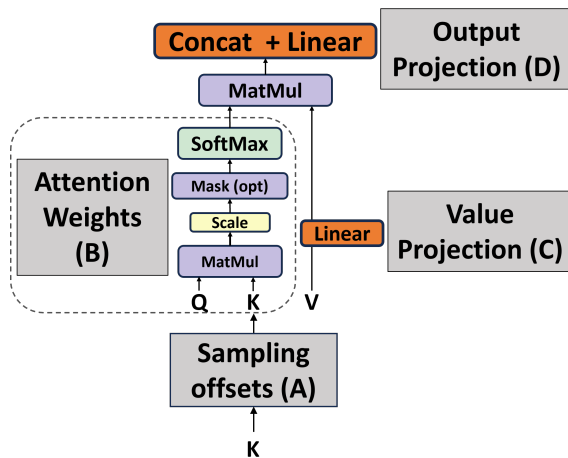 Concat + Linear
Output
Projection (D)
MatMul
SoftMax
Attention
Weights
(B)
Mask (opt)
Scale
Linear
Value
Projection (C)
MatMul
Q K V
Sampling
offsets (A)
K